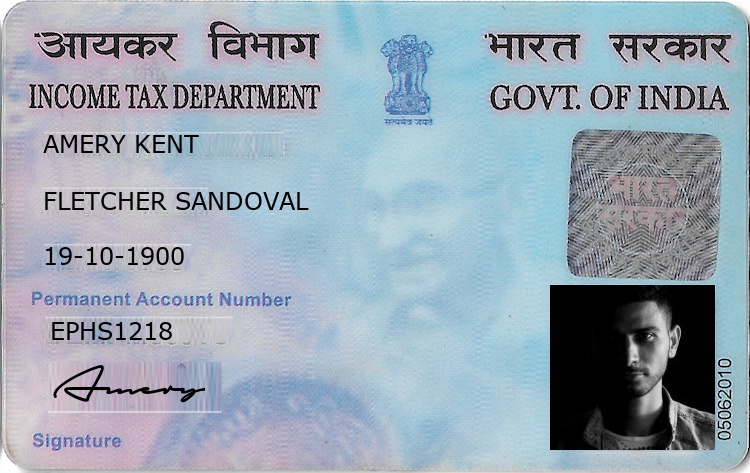 आयकर विभाग
भारत सरकार
INCOME TAX DEPARTMENT
GOVT. OF INDIA
सत्यमेव जयते
AMERY KENT
भारत
सरकार
FLETCHER SANDOVAL
19-10-1900
Permanent Account Number
EPHS1218
Amery
Signature
05062010